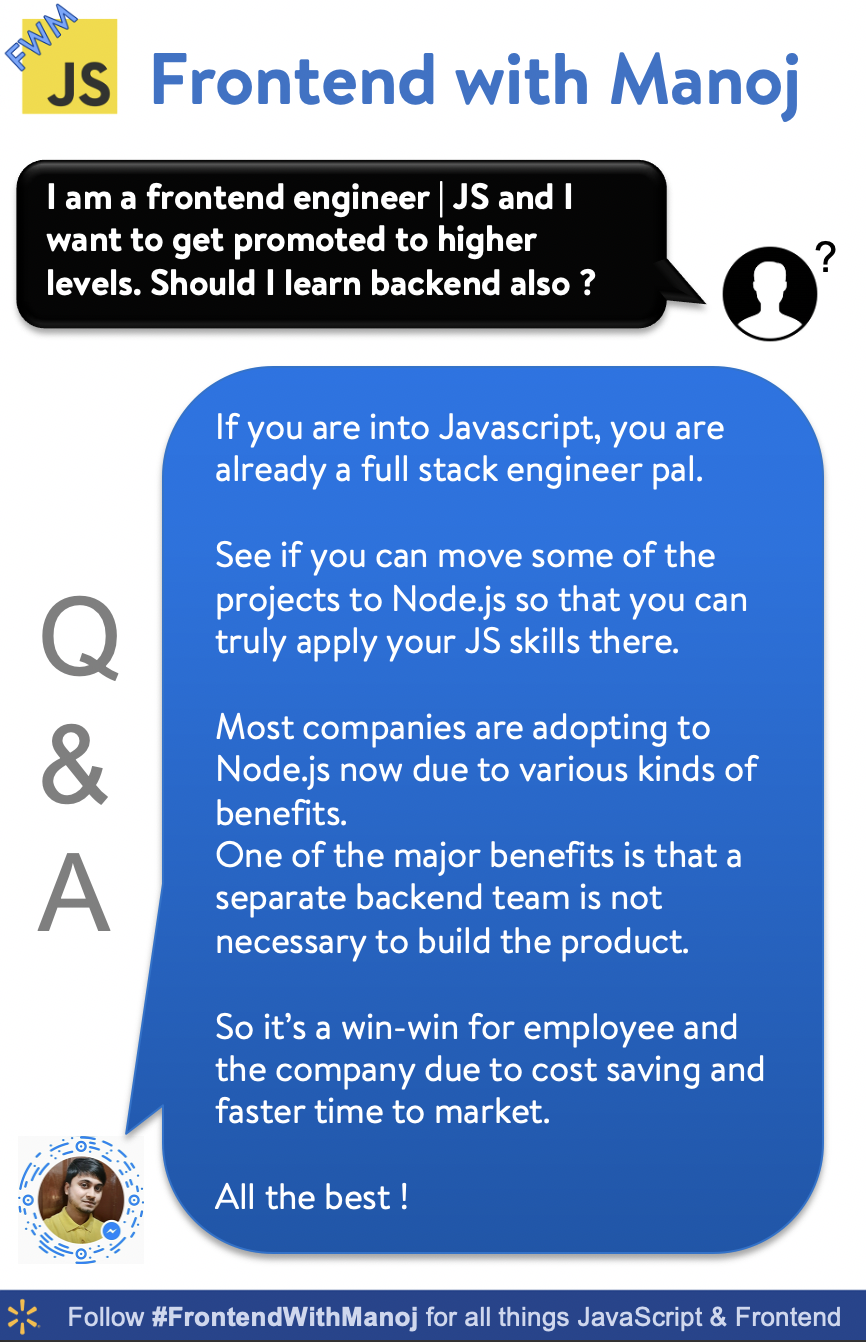 FWM
JS
Frontend with Manoj
I am a frontend engineer | JS and I
want to get promoted to higher
levels. Should I learn backend also ?
?
If you are into Javascript, you are
already a full stack engineer pal.
See if you can move some of the
projects to Node.js so that you can
truly apply your JS skills there.
Most companies are adopting to
Node.js now due to various kinds of
benefits.
One of the major benefits is that a
separate backend team is not
necessary to build the product.
So it’s a win-win for employee and
the company due to cost saving and
faster time to market.
All the best !
Q
&
A
Follow #FrontendWithManoj for all things JavaScript & Frontend